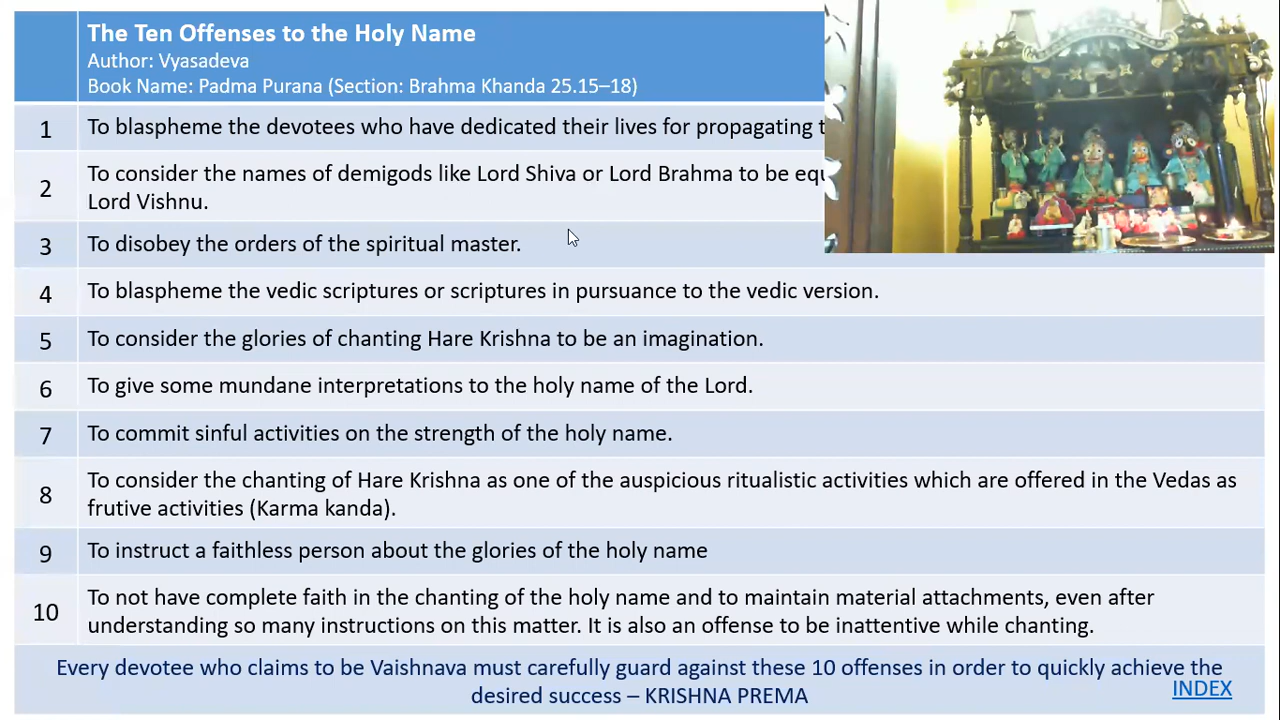 The Ten Offenses to the Holy Name
Author: Vyasadeva
Book Name: Padma Purana (Section: Brahma Khanda 25.15–18)
1 To blaspheme the devotees who have dedicated their lives for propagating
2 To consider the names of demigods like Lord Shiva or Lord Brahma to be
Lord Vishnu.
3 To disobey the orders of the spiritual master.
4 To blaspheme the vedic scriptures or scriptures in pursuance to the vedic version.
5 To consider the glories of chanting Hare Krishna to be an imagination.
6 To give some mundane interpretations to the holy name of the Lord.
7 To commit sinful activities on the strength of the holy name.
8 To consider the chanting of Hare Krishna as one of the auspicious ritualistic activities which are offered in the Vedas as
frutive activities (Karma kanda).
9 To instruct a faithless person about the glories of the holy name
10 To not have complete faith in the chanting of the holy name and to maintain material attachments, even after
understanding so many instructions on this matter. It is also an offense to be inattentive while chanting.
Every devotee who claims to be Vaishnava must carefully guard against these 10 offenses in order to quickly achieve the
desired success – KRISHNA PREMA
INDEX